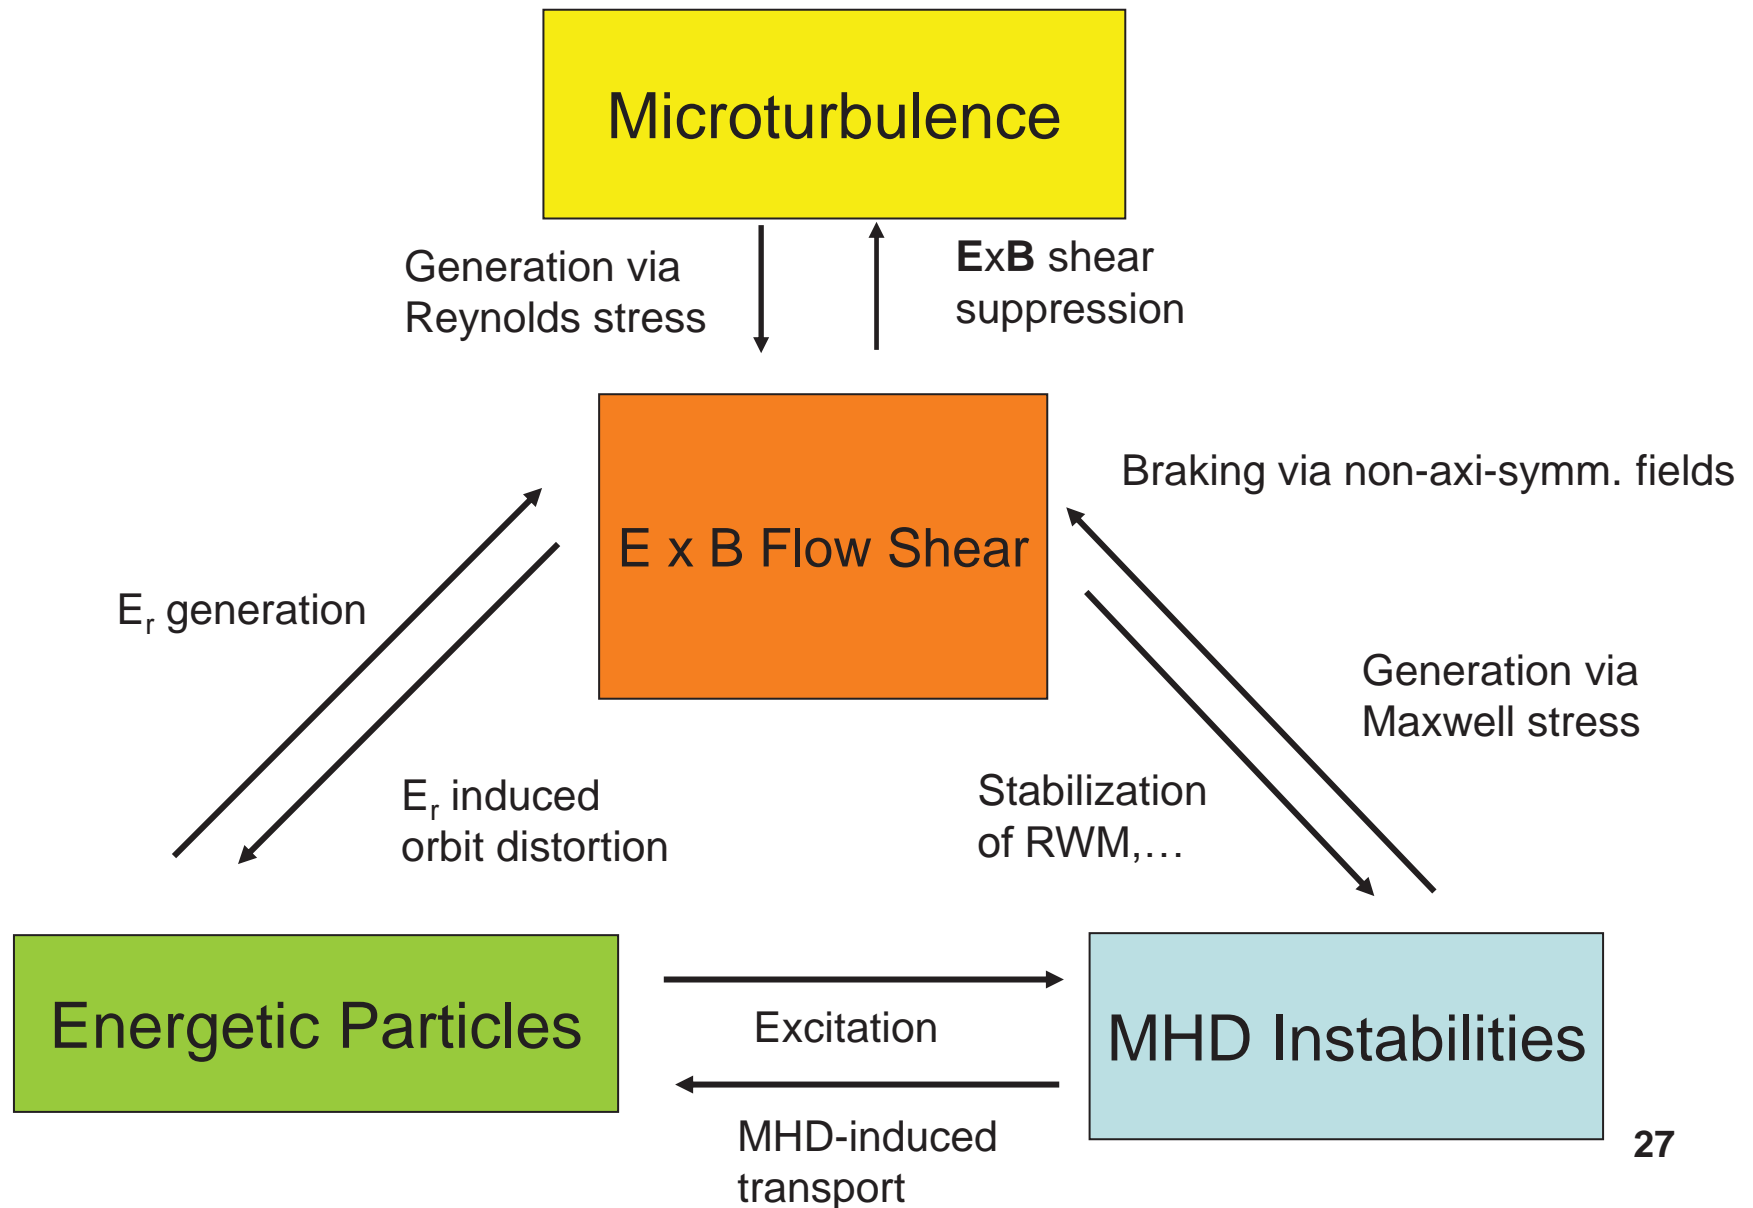 Microturbulence
Generation via
Reynolds stress
ExB shear
suppression
E x B Flow Shear
Braking via non-axi-symm. fields
Er generation
Generation via
Maxwell stress
Er induced
orbit distortion
Stabilization
of RWM,…
Energetic Particles
Excitation
MHD Instabilities
MHD-induced
transport
27